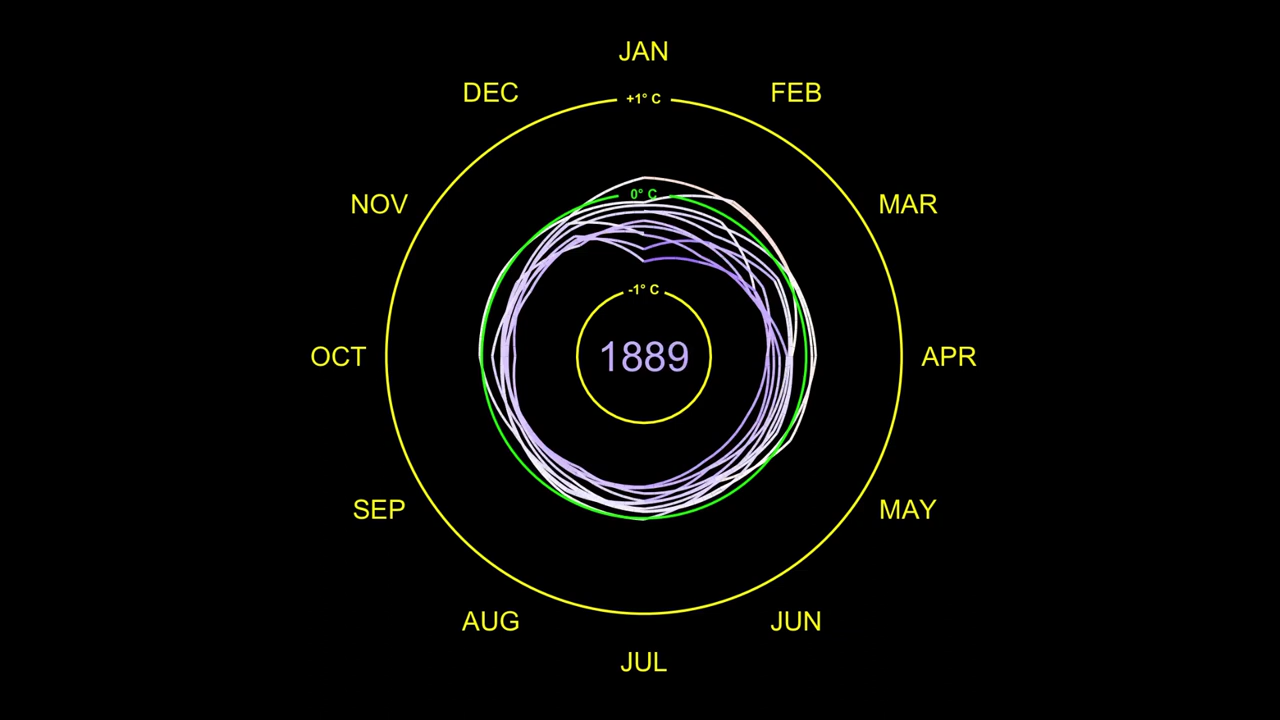 JAN
DEC
FEB
+1° C
NOV
0° C
MAR
-1° C
OCT
1889
APR
SEP
MAY
AUG
JUN
JUL